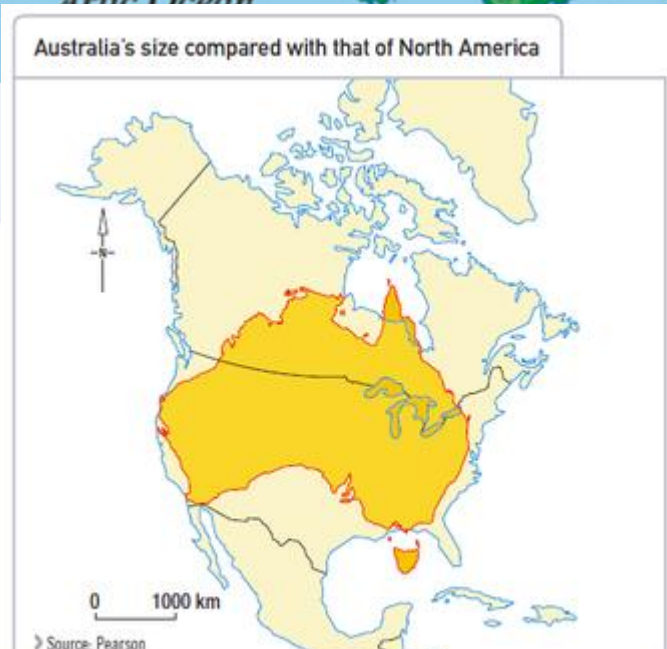 Australia's size compared with that of North America
N
0 1000 km
Source: Pearson